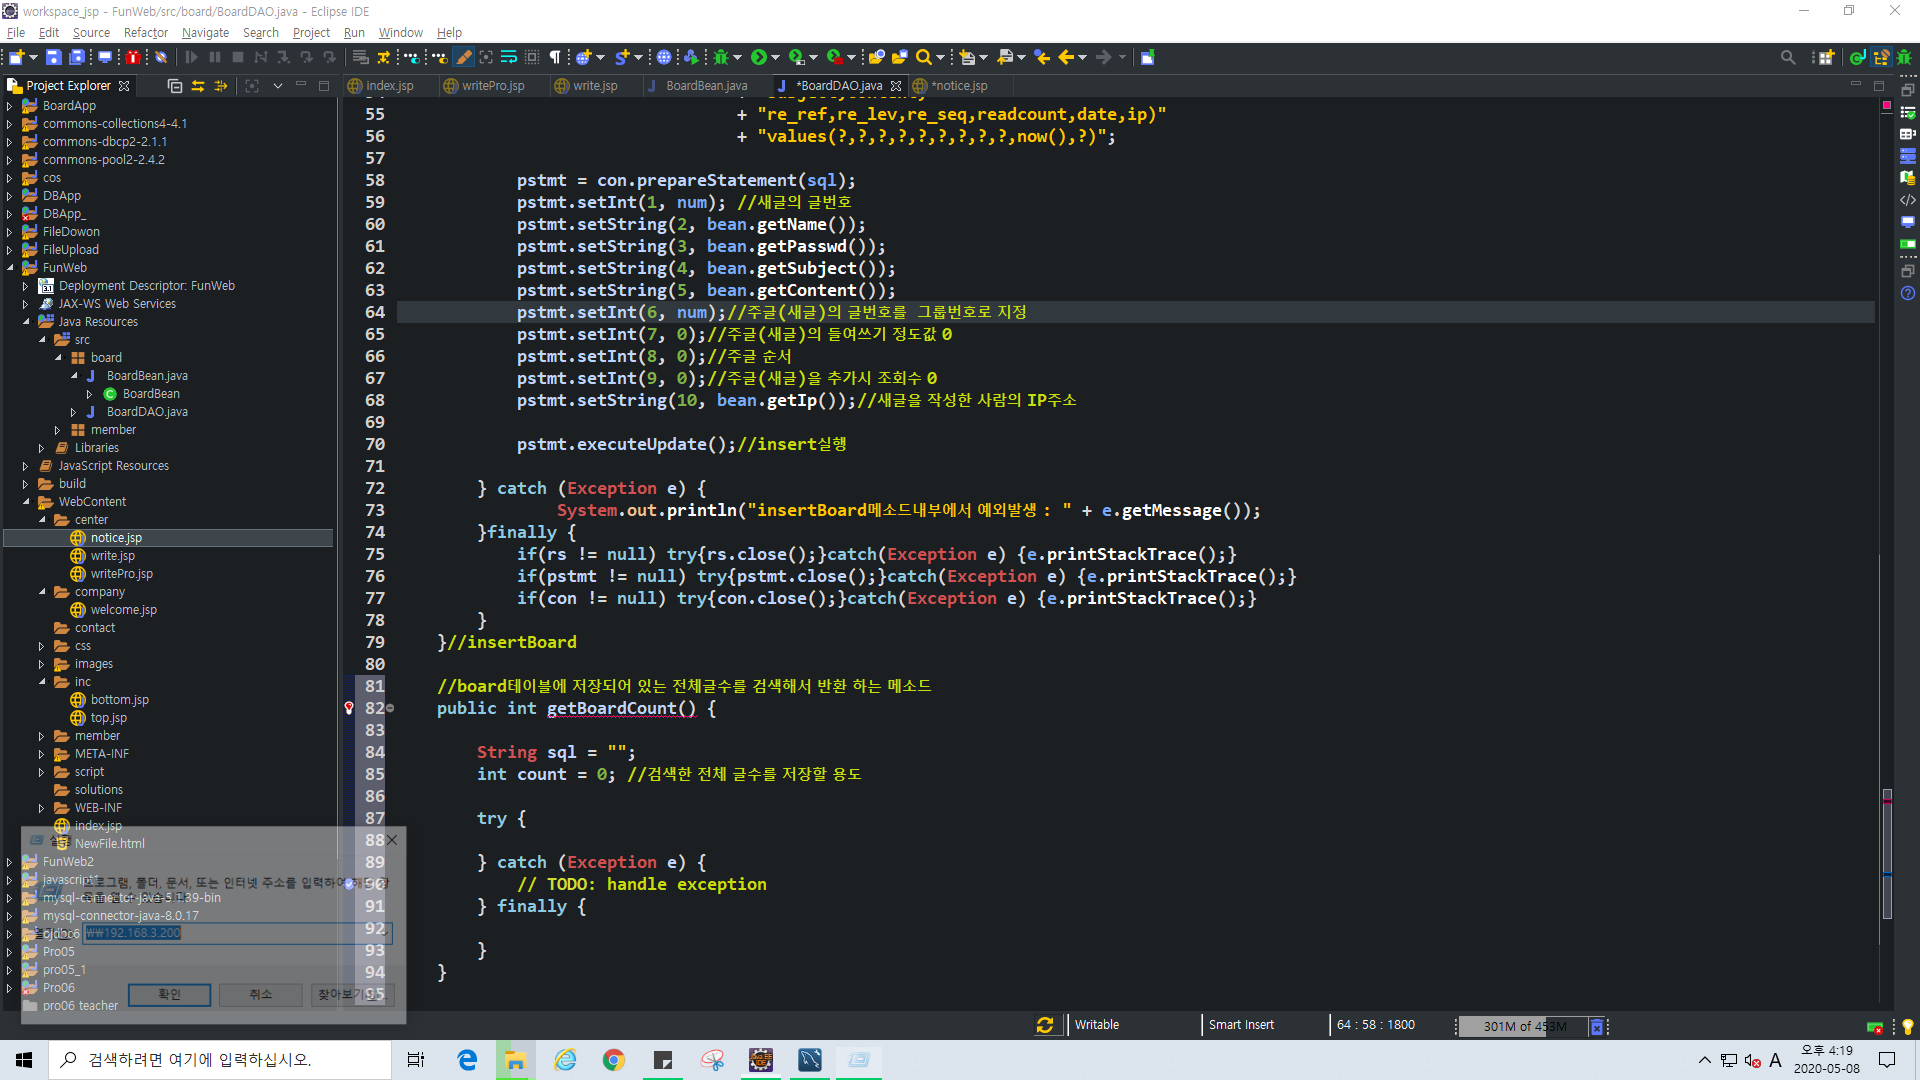 workspace_jsp - FunWeb/src/board/BoardDAO.java - Eclipse IDE
File Edit Source Refactor Navigate Search Project Run Window Help
Project Explorer
index.jsp writePro.jsp write.jsp BoardBean.java *BoardDAO.java *notice.jsp
BoardApp
commons-collections4-4.1
commons-dbcp2-2.1.1
commons-pool2-2.4.2
cos
DBApp
DBApp_
FileDowon
FileUpload
FunWeb
Deployment Descriptor: FunWeb
JAX-WS Web Services
Java Resources
src
board
BoardBean.java
BoardBean
BoardDAO.java
member
Libraries
JavaScript Resources
build
WebContent
center
notice.jsp
write.jsp
writePro.jsp
company
welcome.jsp
contact
css
images
inc
bottom.jsp
top.jsp
member
META-INF
script
solutions
WEB-INF
index.jsp
NewFile.html
FunWeb2
javascript1
mysql-connector-java-5.1.39-bin
mysql-connector-java-8.0.17
ojdbc6
Pro05
pro05_1
Pro06
pro06 teacher
55 + "re_ref,re_lev,re_seq,readcount,date,ip)"
56 + "values(?,?,?,?,?,?,?,?,?,now(),?)";
57
58 pstmt = con.prepareStatement(sql);
59 pstmt.setInt(1, num); //새글의 글번호
60 pstmt.setString(2, bean.getName());
61 pstmt.setString(3, bean.getPasswd());
62 pstmt.setString(4, bean.getSubject());
63 pstmt.setString(5, bean.getContent());
64 pstmt.setInt(6, num);//주글(새글)의 글번호를 그룹번호로 지정
65 pstmt.setInt(7, 0);//주글(새글)의 들여쓰기 정도값 0
66 pstmt.setInt(8, 0);//주글 순서
67 pstmt.setInt(9, 0);//주글(새글)을 추가시 조회수 0
68 pstmt.setString(10, bean.getIp());//새글을 작성한 사람의 IP주소
69
70 pstmt.executeUpdate();//insert실행
71
72 } catch (Exception e) {
73 System.out.println("insertBoard메소드내부에서 예외발생 : " + e.getMessage());
74 }finally {
75 if(rs != null) try{rs.close();}catch(Exception e) {e.printStackTrace();}
76 if(pstmt != null) try{pstmt.close();}catch(Exception e) {e.printStackTrace();}
77 if(con != null) try{con.close();}catch(Exception e) {e.printStackTrace();}
78 }
79 }//insertBoard
80
81 //board테이블에 저장되어 있는 전체글수를 검색해서 반환 하는 메소드
82 public int getBoardCount() {
83
84 String sql = "";
85 int count = 0; //검색한 전체 글수를 저장할 용도
86
87 try {
88
89 } catch (Exception e) {
90 // TODO: handle exception
91 } finally {
92
93 }
94 }
95
프로그램, 폴더, 문서, 또는 인터넷 주소를 입력하여
₩₩192.168.3.200
확인 취소 찾아보기
Writable Smart Insert 64 : 58 : 1800 301M of 453M
검색하려면 여기에 입력하십시오.
A
오후 4:19
2020-05-08